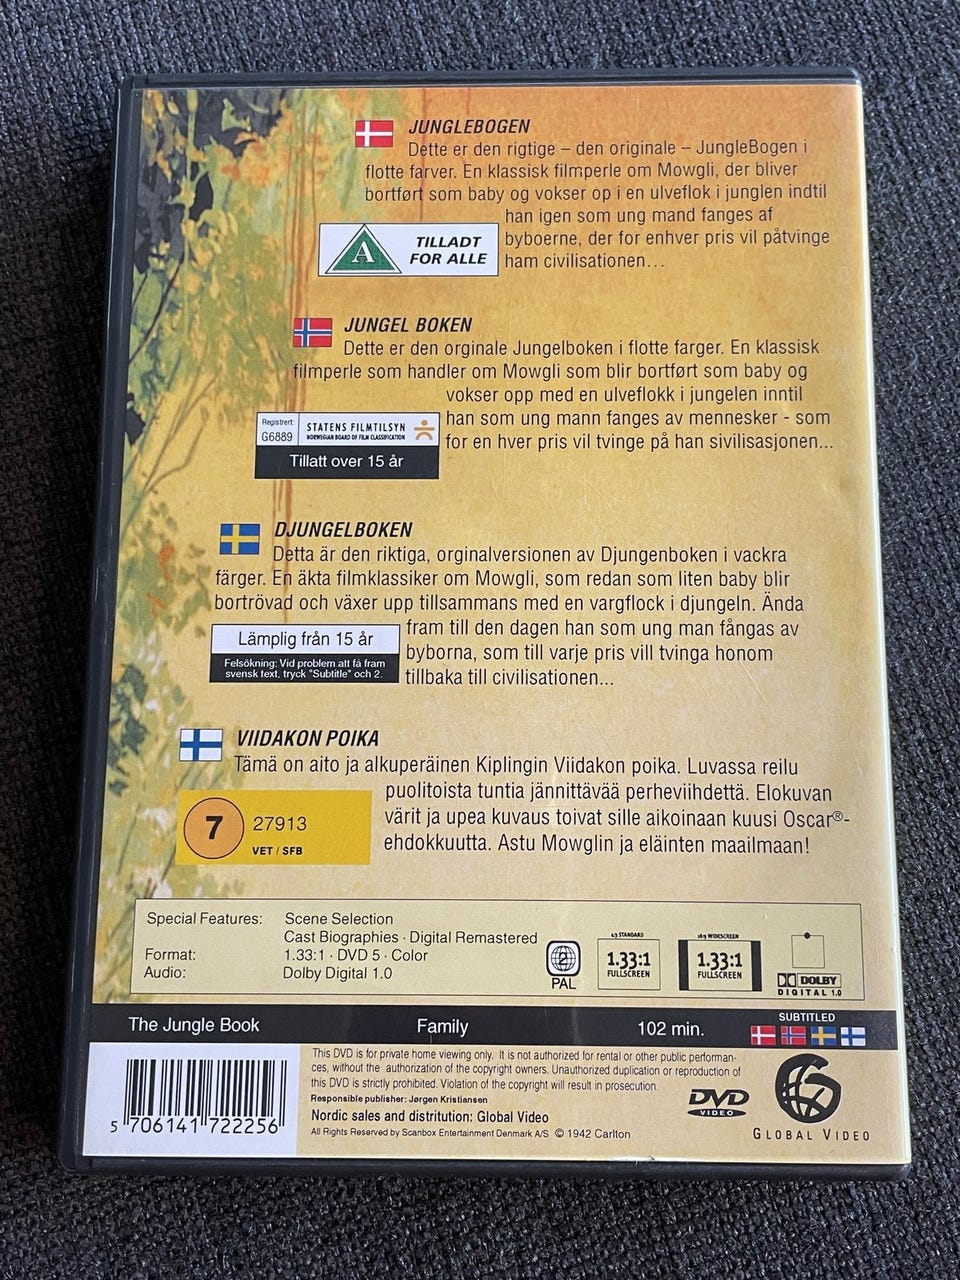 JUNGLEBOGEN
Dette er den rigtige – den originale – JungleBogen i
flotte farver. En klassisk filmperle om Mowgli, der bliver
bortført som baby og vokser op i en ulveflok i junglen indtil
han igen som ung mand fanges af
byboerne, der for enhver pris vil påtvinge
ham civilisationen...
A
TILLADT
FOR ALLE
JUNGEL BOKEN
Dette er den orginale Jungelboken i flotte farger. En klassisk
filmperle som handler om Mowgli som blir bortført som baby og
vokser opp med en ulveflokk i jungelen inntil
han som ung mann fanges av mennesker - som
for en hver pris vil tvinge på han sivilisasjonen...
Registrert:
G6889
STATENS FILMTILSYN
NORWEGIAN BOARD OF FILM CLASSIFICATION
Tillatt over 15 år
DJUNGELBOKEN
Detta är den riktiga, orginalversionen av Djungenboken i vackra
färger. En äkta filmklassiker om Mowgli, som redan som liten baby blir
bortrövad och växer upp tillsammans med en vargflock i djungeln. Ända
fram till den dagen han som ung man fångas av
byborna, som till varje pris vill tvinga honom
tillbaka till civilisationen...
Lämplig från 15 år
Felsökning: Vid problem att få fram
svensk text, tryck "Subtitle" och 2.
VIIDAKON POIKA
Tämä on aito ja alkuperäinen Kiplingin Viidakon poika. Luvassa reilu
puolitoista tuntia jännittävää perheviihdettä. Elokuvan
värit ja upea kuvaus toivat sille aikoinaan kuusi Oscar®-
ehdokkuutta. Astu Mowglin ja eläinten maailmaan!
7
27913
VET / SFB
Special Features: Scene Selection
Cast Biographies · Digital Remastered
Format: 1.33:1 · DVD 5 · Color
Audio: Dolby Digital 1.0
2
PAL
4:3 STANDARD
1.33:1
FULLSCREEN
16:9 WIDESCREEN
1.33:1
FULLSCREEN
DOLBY
DIGITAL 1.0
The Jungle Book Family 102 min.
SUBTITLED
5 706141 722256
This DVD is for private home viewing only. It is not authorized for rental or other public performan-
ces, without the authorization of the copyright owners. Unauthorized duplication or reproduction of
this DVD is strictly prohibited. Violation of the copyright will result in prosecution.
Responsible publisher: Jørgen Kristiansen
Nordic sales and distritution: Global Video
All Rights Reserved by Scanbox Entertainment Denmark A/S © 1942 Carlton
DVD
VIDEO
GLOBAL VIDEO